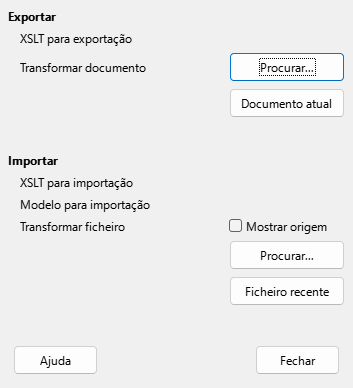 Exportar
XSLT para exportação
Transformar documento
Procurar...
Documento atual
Importar
XSLT para importação
Modelo para importação
Transformar ficheiro
Mostrar origem
Procurar...
Ficheiro recente
Ajuda
Fechar